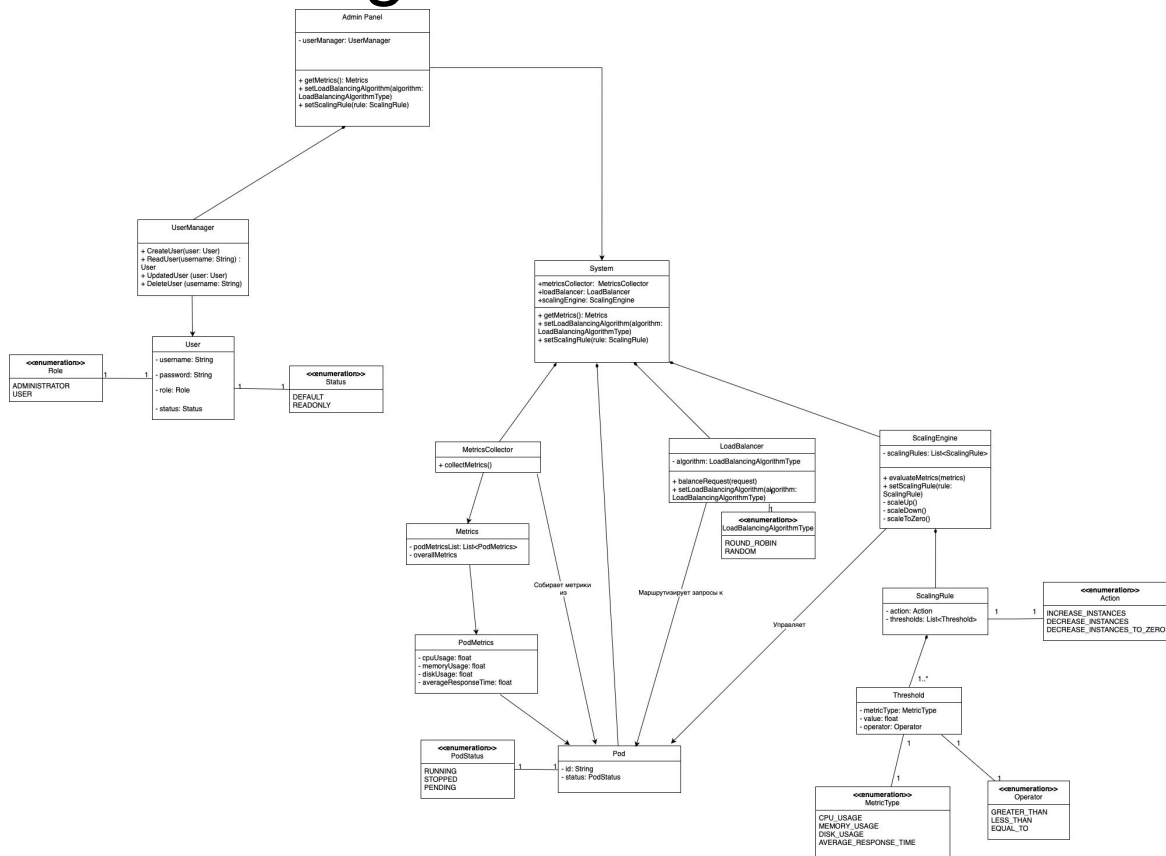 Admin Panel
- userManager: UserManager
+ getMetrics(): Metrics
+ setLoadBalancingAlgorithm(algorithm:
LoadBalancingAlgorithmType)
+ setScalingRule(rule: ScalingRule)
UserManager
+ CreateUser(user: User)
+ ReadUser(username: String) :
User
+ UpdatedUser (user: User)
+ DeleteUser (username: String)
User
- username: String
- password: String
- role: Role
- status: Status
<<enumeration>>
Role
ADMINISTRATOR
USER
1
1
<<enumeration>>
Status
DEFAULT
READONLY
1
1
System
+metricsCollector: MetricsCollector
+loadBalancer: LoadBalancer
+scalingEngine: ScalingEngine
+ getMetrics(): Metrics
+ setLoadBalancingAlgorithm(algorithm:
LoadBalancingAlgorithmType)
+ setScalingRule(rule: ScalingRule)
MetricsCollector
+ collectMetrics()
LoadBalancer
- algorithm: LoadBalancingAlgorithmType
+ balanceRequest(request)
+ setLoadBalancingAlgorithm(algorithm:
LoadBalancingAlgorithmType)
1
<<enumeration>>
LoadBalancingAlgorithmType
ROUND_ROBIN
RANDOM
ScalingEngine
- scalingRules: List<ScalingRule>
+ evaluateMetrics(metrics)
+ setScalingRule(rule:
ScalingRule)
- scaleUp()
- scaleDown()
- scaleToZero()
Metrics
- podMetricsList: List<PodMetrics>
- overallMetrics
Собирает метрики
из
Маршрутизирует запросы к
Управляет
ScalingRule
- action: Action
- thresholds: List<Threshold>
1
1
<<enumeration>>
Action
INCREASE_INSTANCES
DECREASE_INSTANCES
DECREASE_INSTANCES_TO_ZERO
PodMetrics
- cpuUsage: float
- memoryUsage: float
- diskUsage: float
- averageResponseTime: float
1..*
Threshold
- metricType: MetricType
- value: float
- operator: Operator
1
1
1
1
<<enumeration>>
PodStatus
RUNNING
STOPPED
PENDING
1
1
Pod
- id: String
- status: PodStatus
<<enumeration>>
MetricType
CPU_USAGE
MEMORY_USAGE
DISK_USAGE
AVERAGE_RESPONSE_TIME
<<enumeration>>
Operator
GREATER_THAN
LESS_THAN
EQUAL_TO